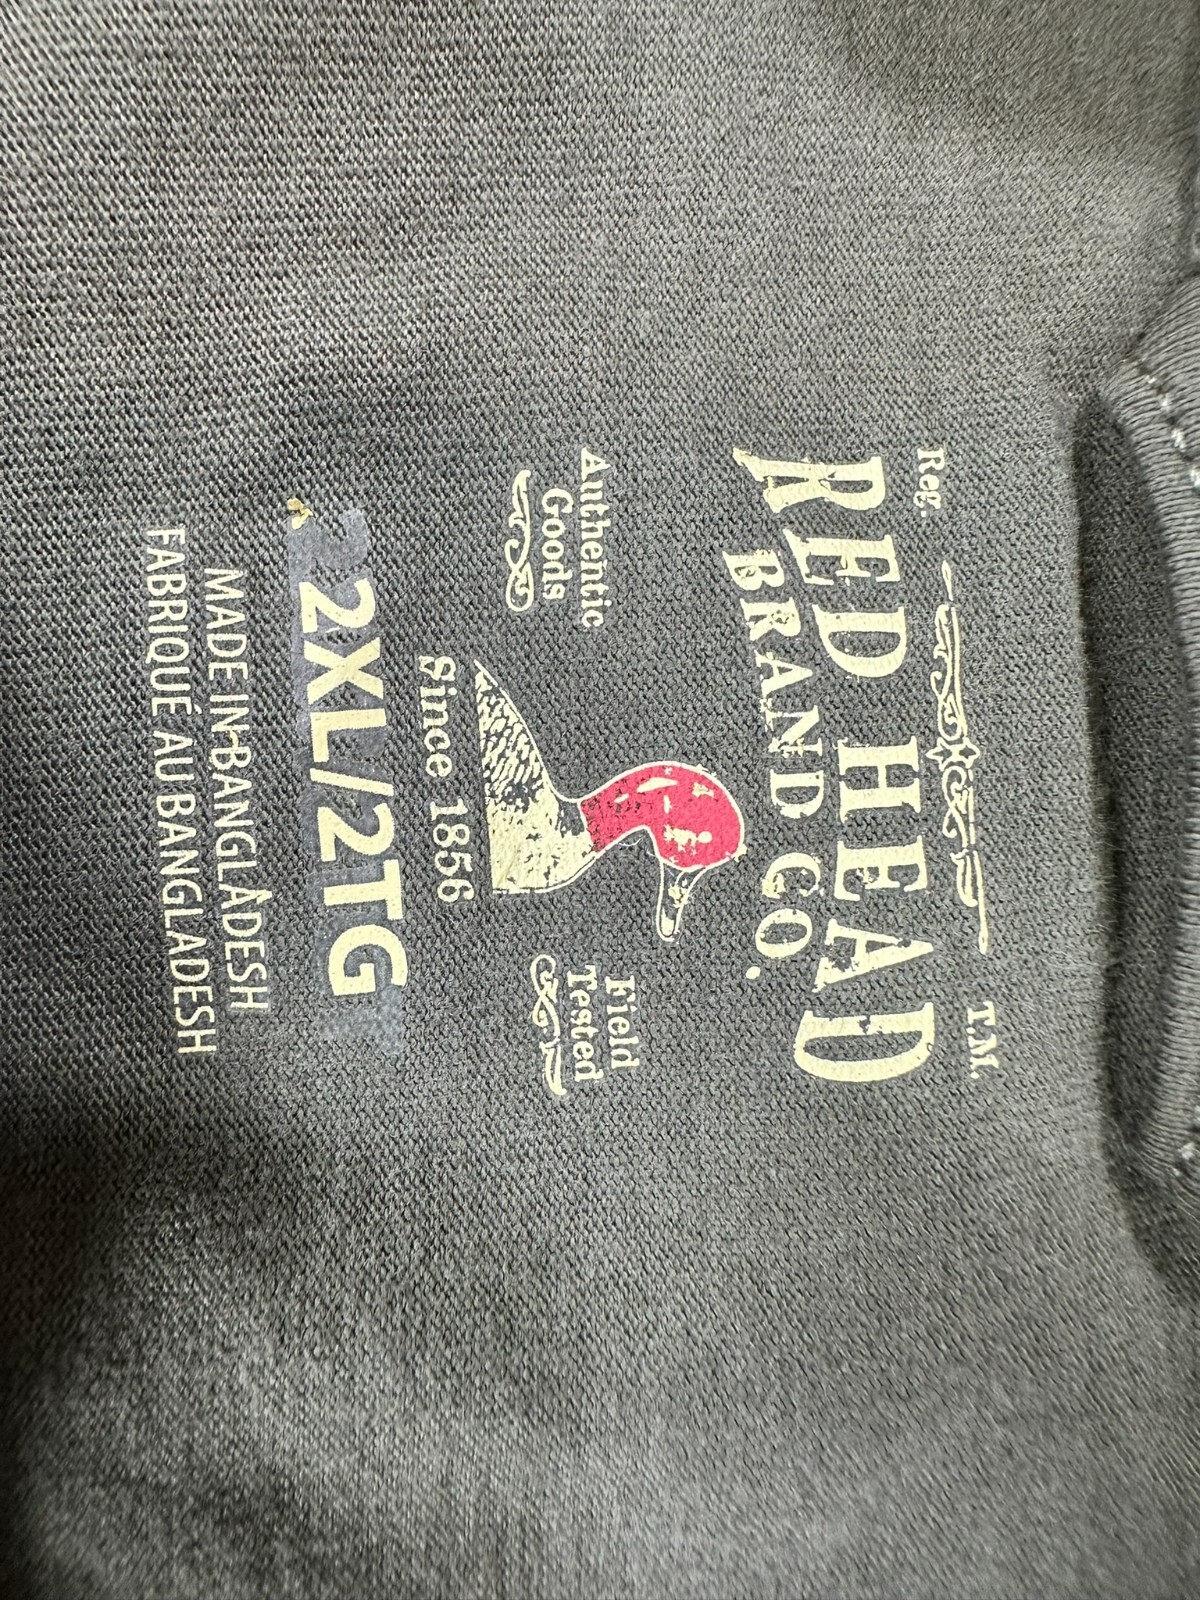 Reg. T.M.
RED HEAD
BRAND CO.
Authentic
Goods
Field
Tested
Since 1856
2XL/2TG
MADE IN BANGLADESH
FABRIQUÉ AU BANGLADESH